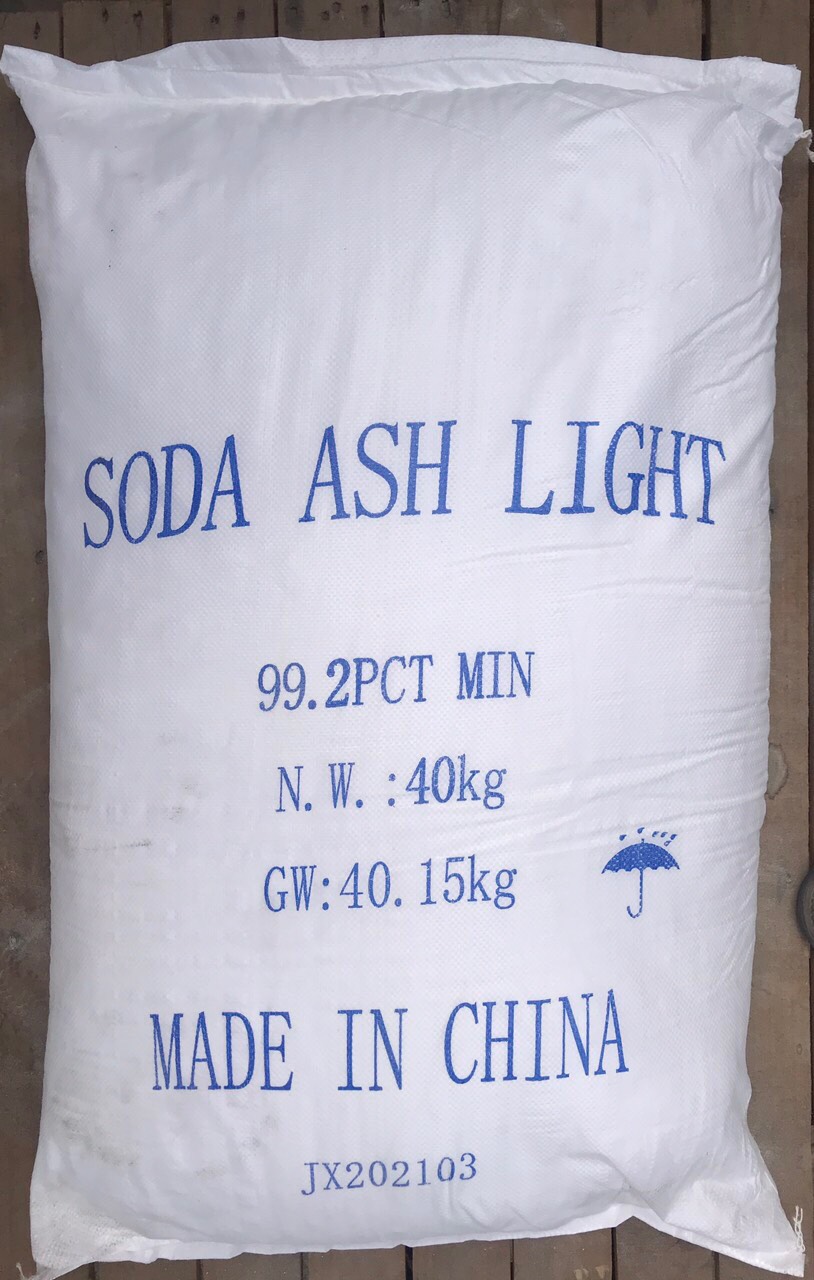 SODA ASH LIGHT
99.2PCT MIN
N.W.:40kg
GW:40.15kg
MADE IN CHINA
JX202103